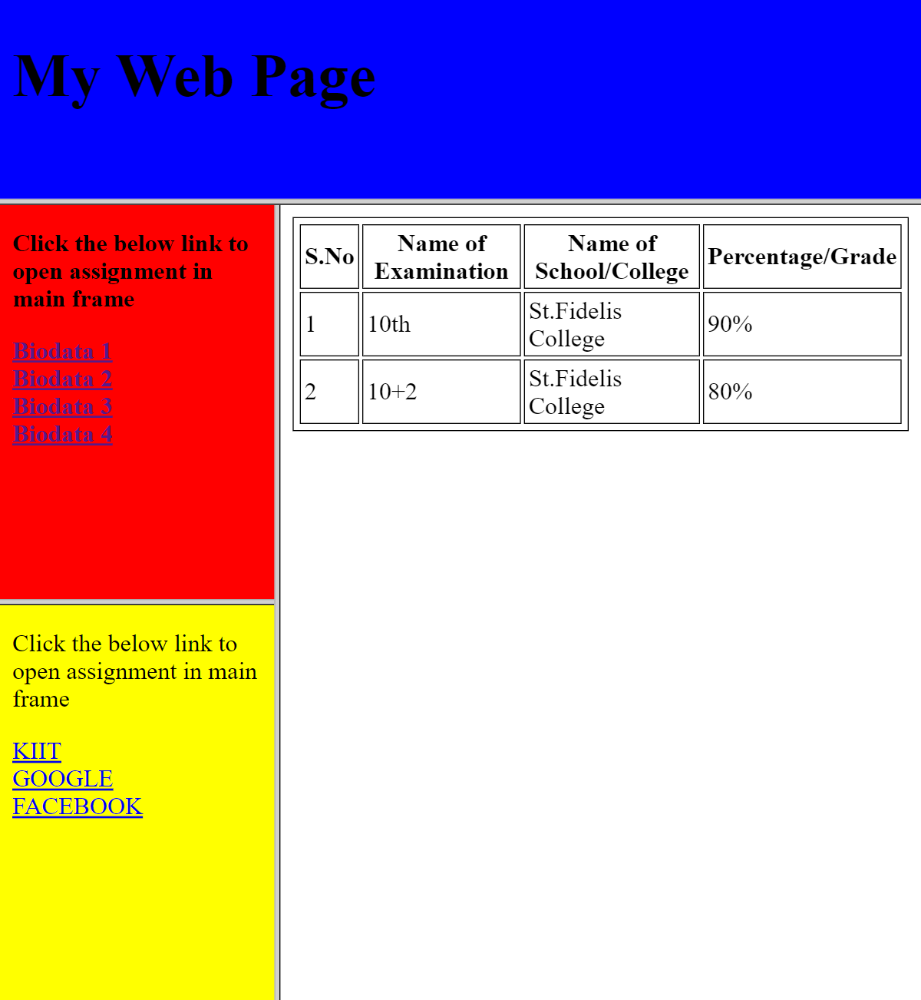 My Web Page
Click the below link to
open assignment in
main frame
Biodata 1
Biodata 2
Biodata 3
Biodata 4
Click the below link to
open assignment in main
frame
KIIT
GOOGLE
FACEBOOK
S.No Name of Examination Name of School/College Percentage/Grade
1 10th St.Fidelis College 90%
2 10+2 St.Fidelis College 80%